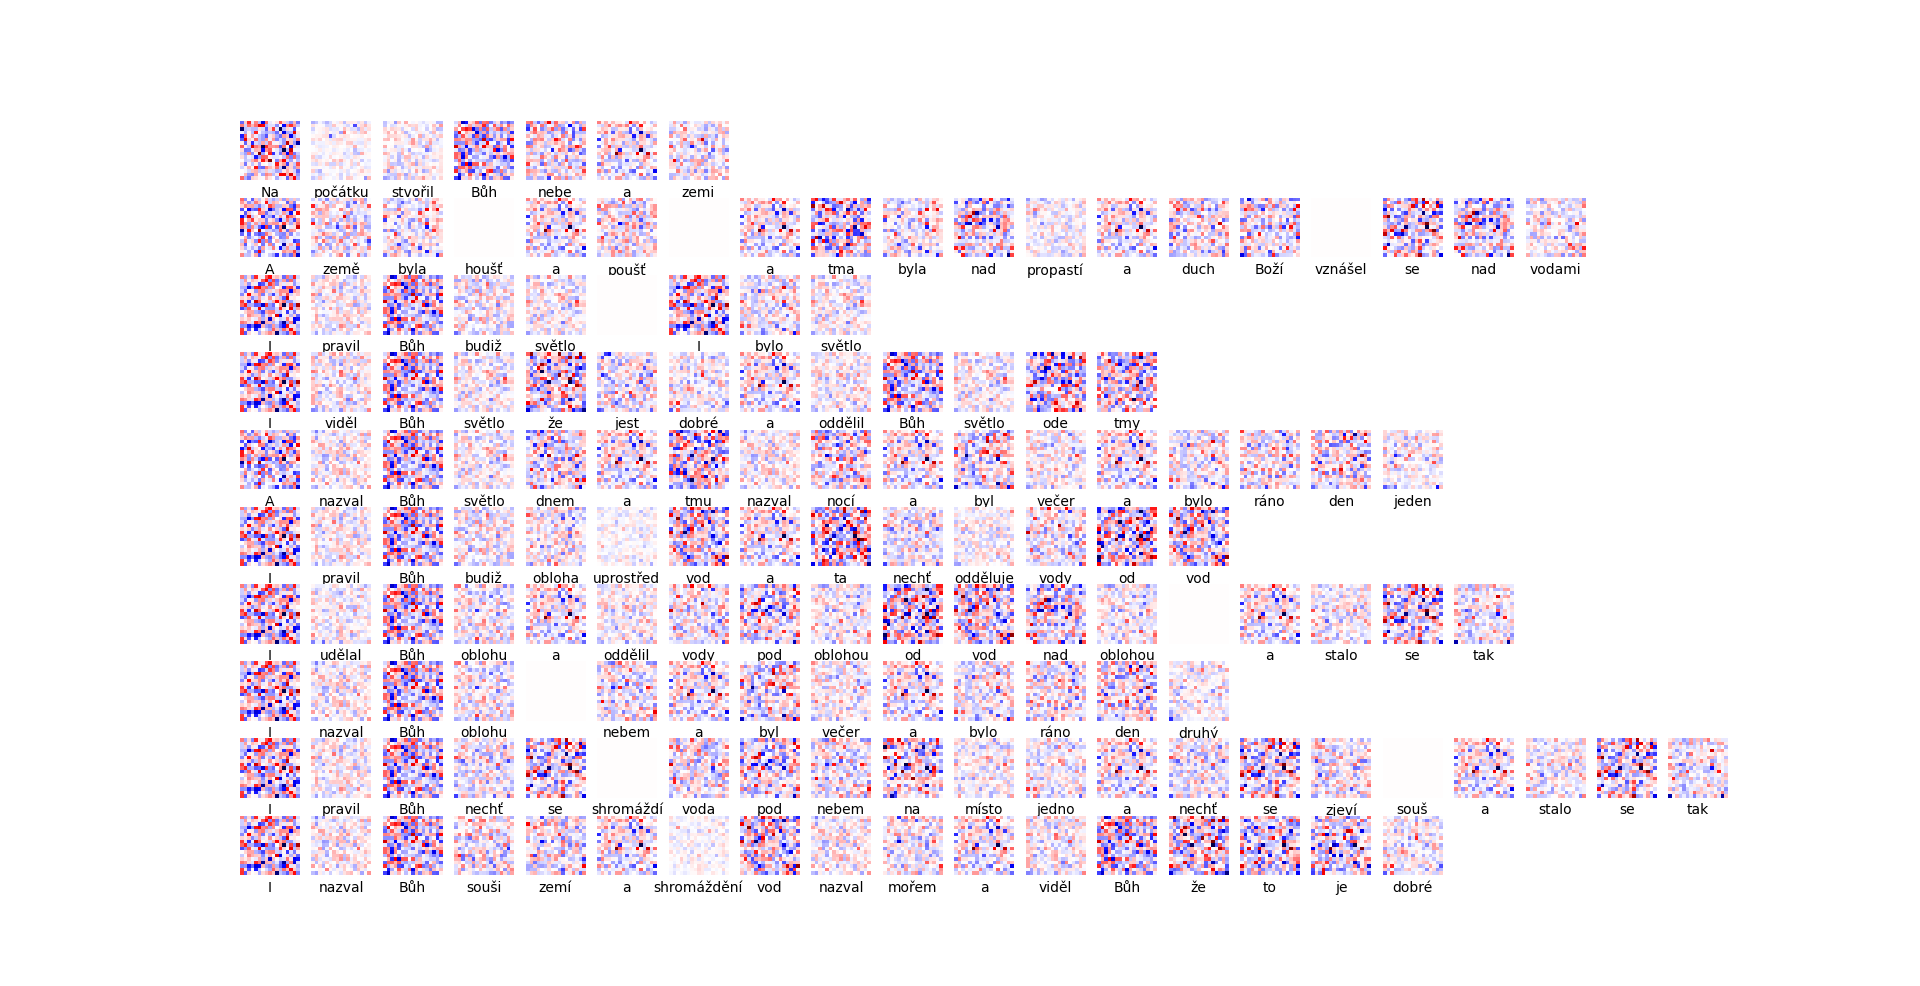 Na počátku stvořil Bůh nebe a zemi
A země byla houšť a poušť a tma byla nad propastí a duch Boží vznášel se nad vodami
I pravil Bůh budiž světlo I bylo světlo
I viděl Bůh světlo že jest dobré a oddělil Bůh světlo ode tmy
A nazval Bůh světlo dnem a tmu nazval nocí a byl večer a bylo ráno den jeden
I pravil Bůh budiž obloha uprostřed vod a ta nechť odděluje vody od vod
I udělal Bůh oblohu a oddělil vody pod oblohou od vod nad oblohou a stalo se tak
I nazval Bůh oblohu nebem a byl večer a bylo ráno den druhý
I pravil Bůh nechť se shromáždí voda pod nebem na místo jedno a nechť se zjeví souš a stalo se tak
I nazval Bůh souši zemí a shromáždění vod nazval mořem a viděl Bůh že to je dobré